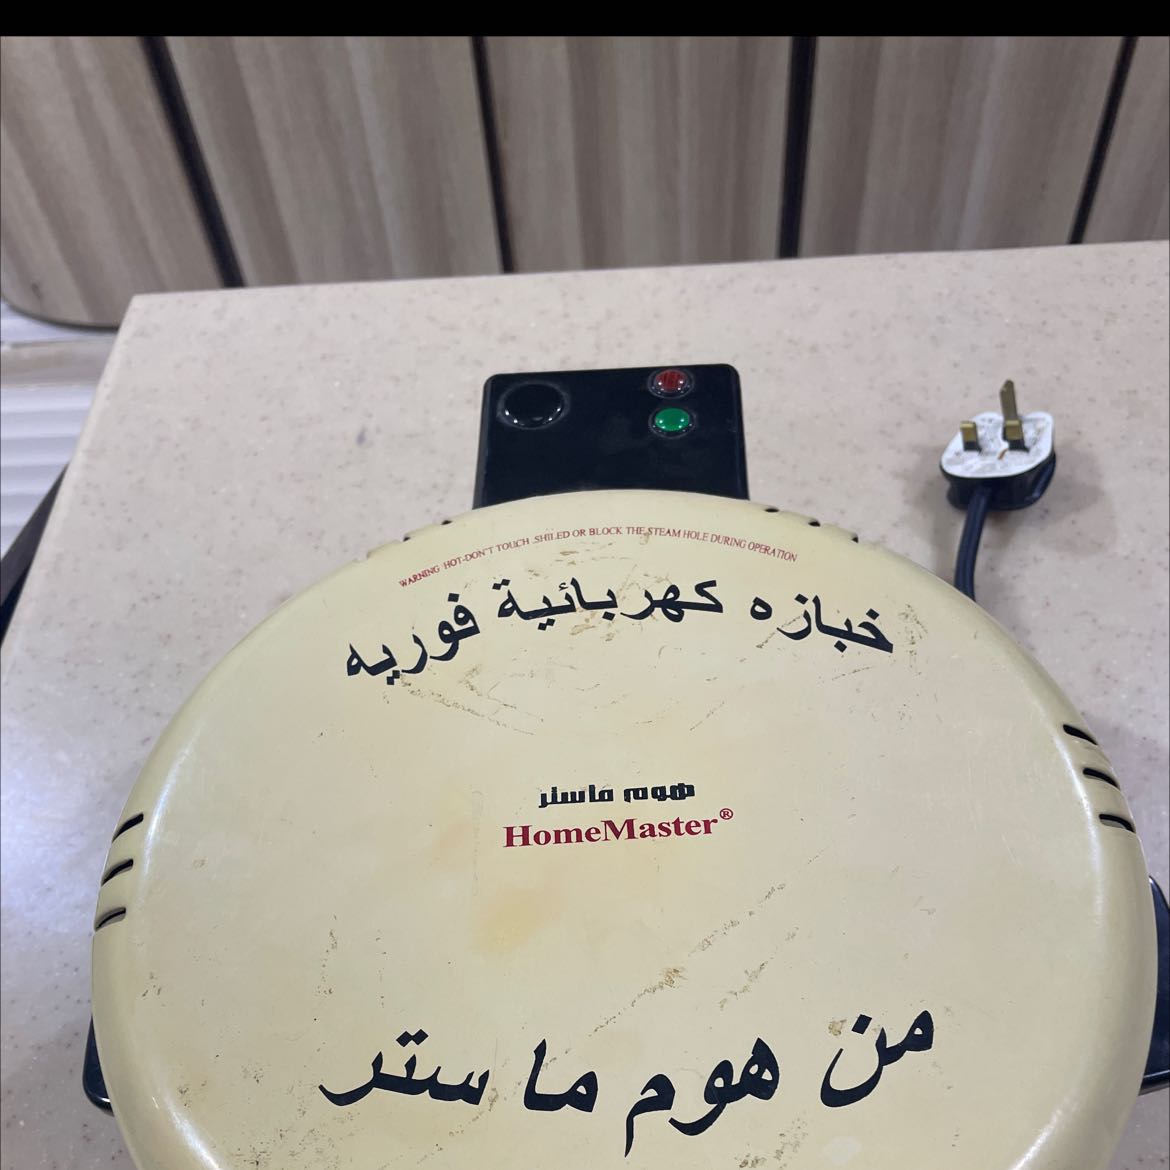 WARNING HOT-DON'T TOUCH .SHILED OR BLOCK THE STEAM HOLE DURING OPERATION
خبازه كهربائية فوريه
هوم ماستر
HomeMaster®
من هوم ماستر